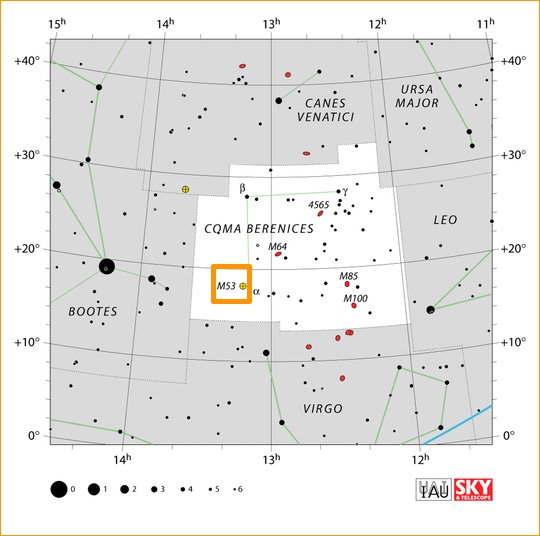 15h 14h 13h 12h 11h
+40° +40°
URSA
MAJOR
CANES
VENATICI
+30° +30°
β γ
4565
LEO
COMA BERENICES
+20° M64 +20°
M85
M53 α
M100
BOOTES
+10° +10°
VIRGO
0° 0°
14h 13h 12h
0 1 2 3 4 5 6
IAU SKY
& TELESCOPE